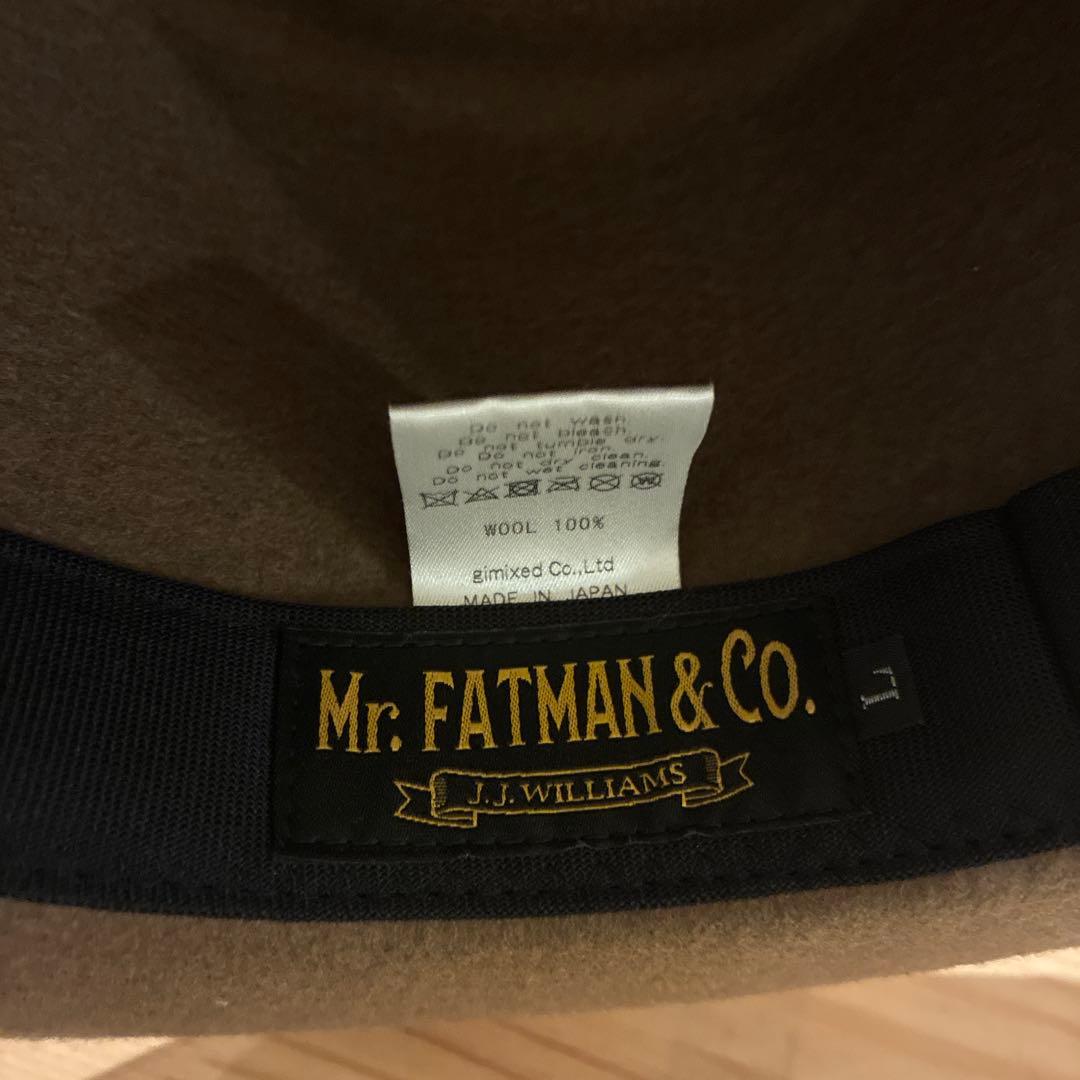 Do not wash.
Do not bleach.
Do not tumble dry.
Do Do not iron.
Do not dry clean.
Do not wet cleaning.
WOOL 100%
gimixed Co.,Ltd
MADE IN JAPAN
Mr. FATMAN & CO.
L
J.J. WILLIAMS